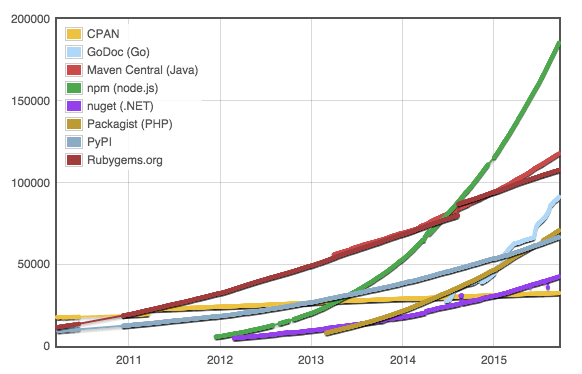 200000
150000
100000
50000
0
CPAN
GoDoc (Go)
Maven Central (Java)
npm (node.js)
nuget (.NET)
Packagist (PHP)
PyPI
Rubygems.org
2011 2012 2013 2014 2015